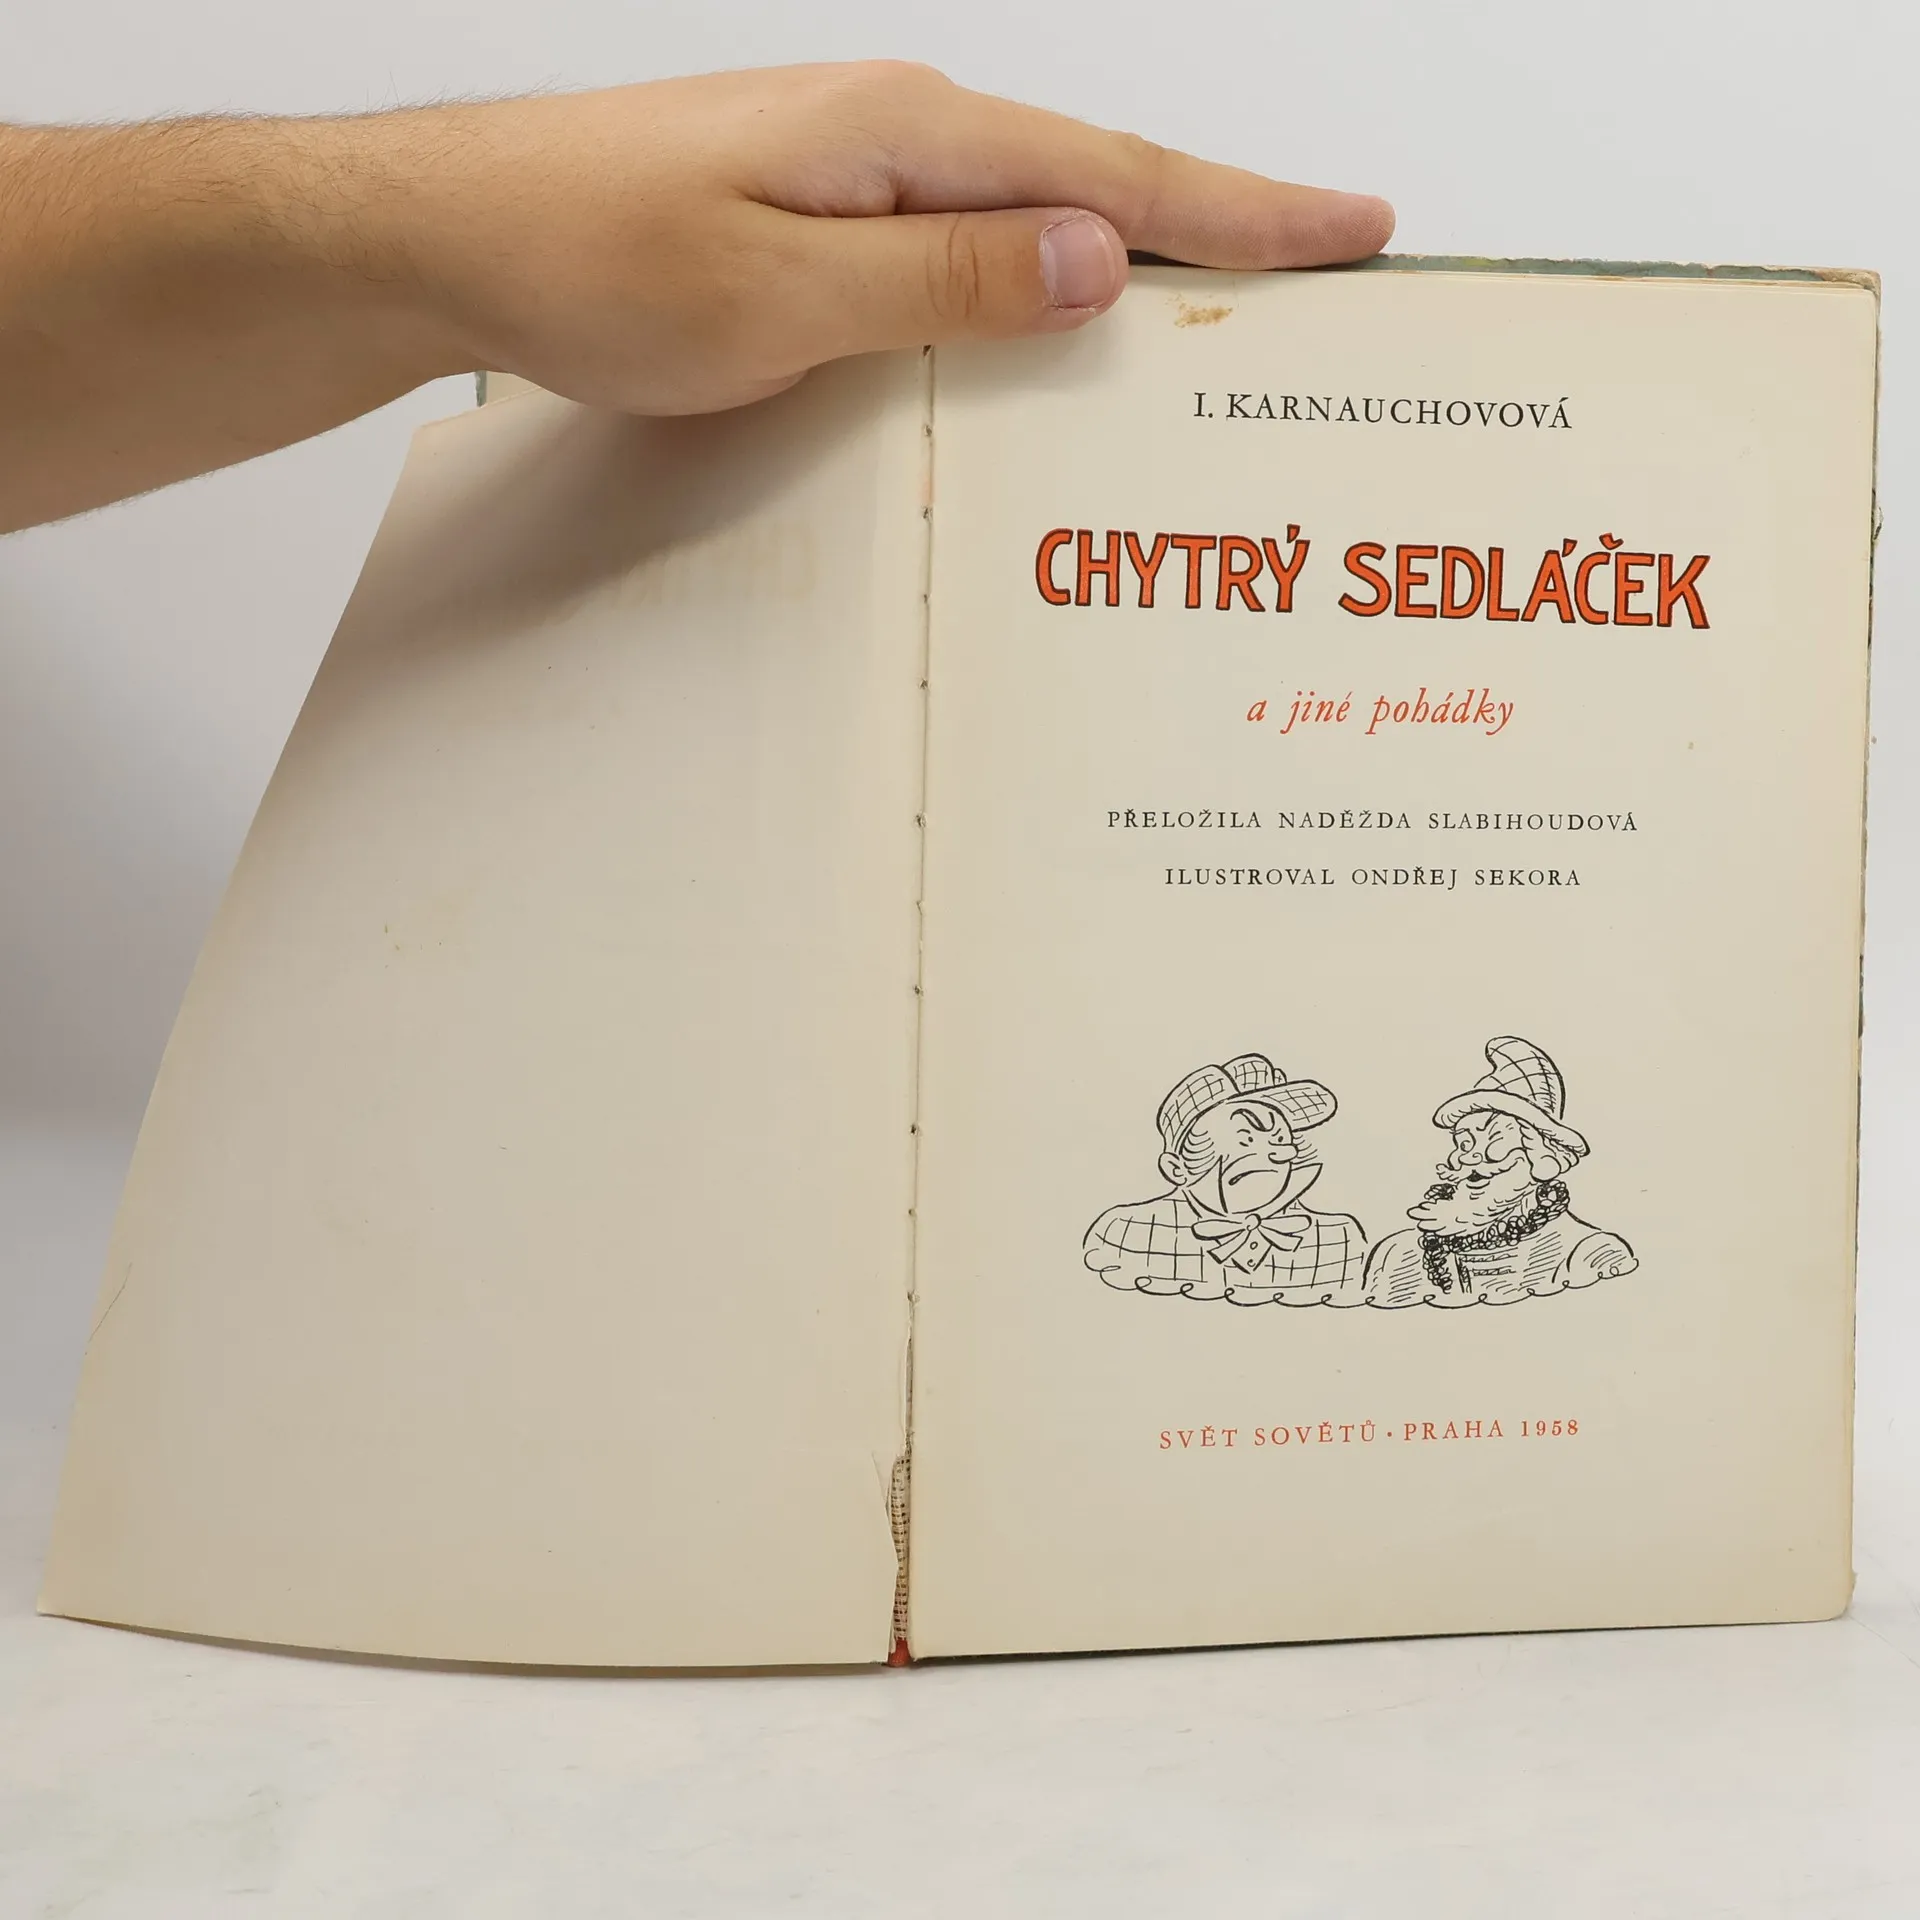 I. KARNAUCHOVOVÁ
CHYTRÝ SEDLÁČEK
a jiné pohádky
PŘELOŽILA NADĚŽDA SLABIHOUDOVÁ
ILUSTROVAL ONDŘEJ SEKORA
SVĚT SOVĚTŮ · PRAHA 1958